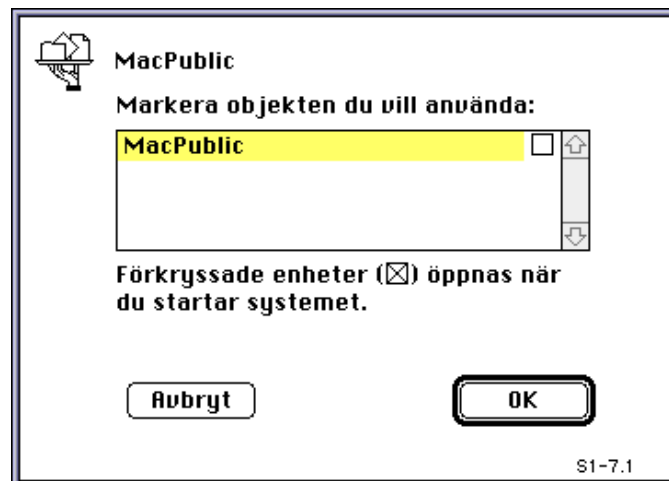 MacPublic
Markera objekten du vill använda:
MacPublic
Förkryssade enheter (☒) öppnas när
du startar systemet.
Avbryt
OK
S1-7.1